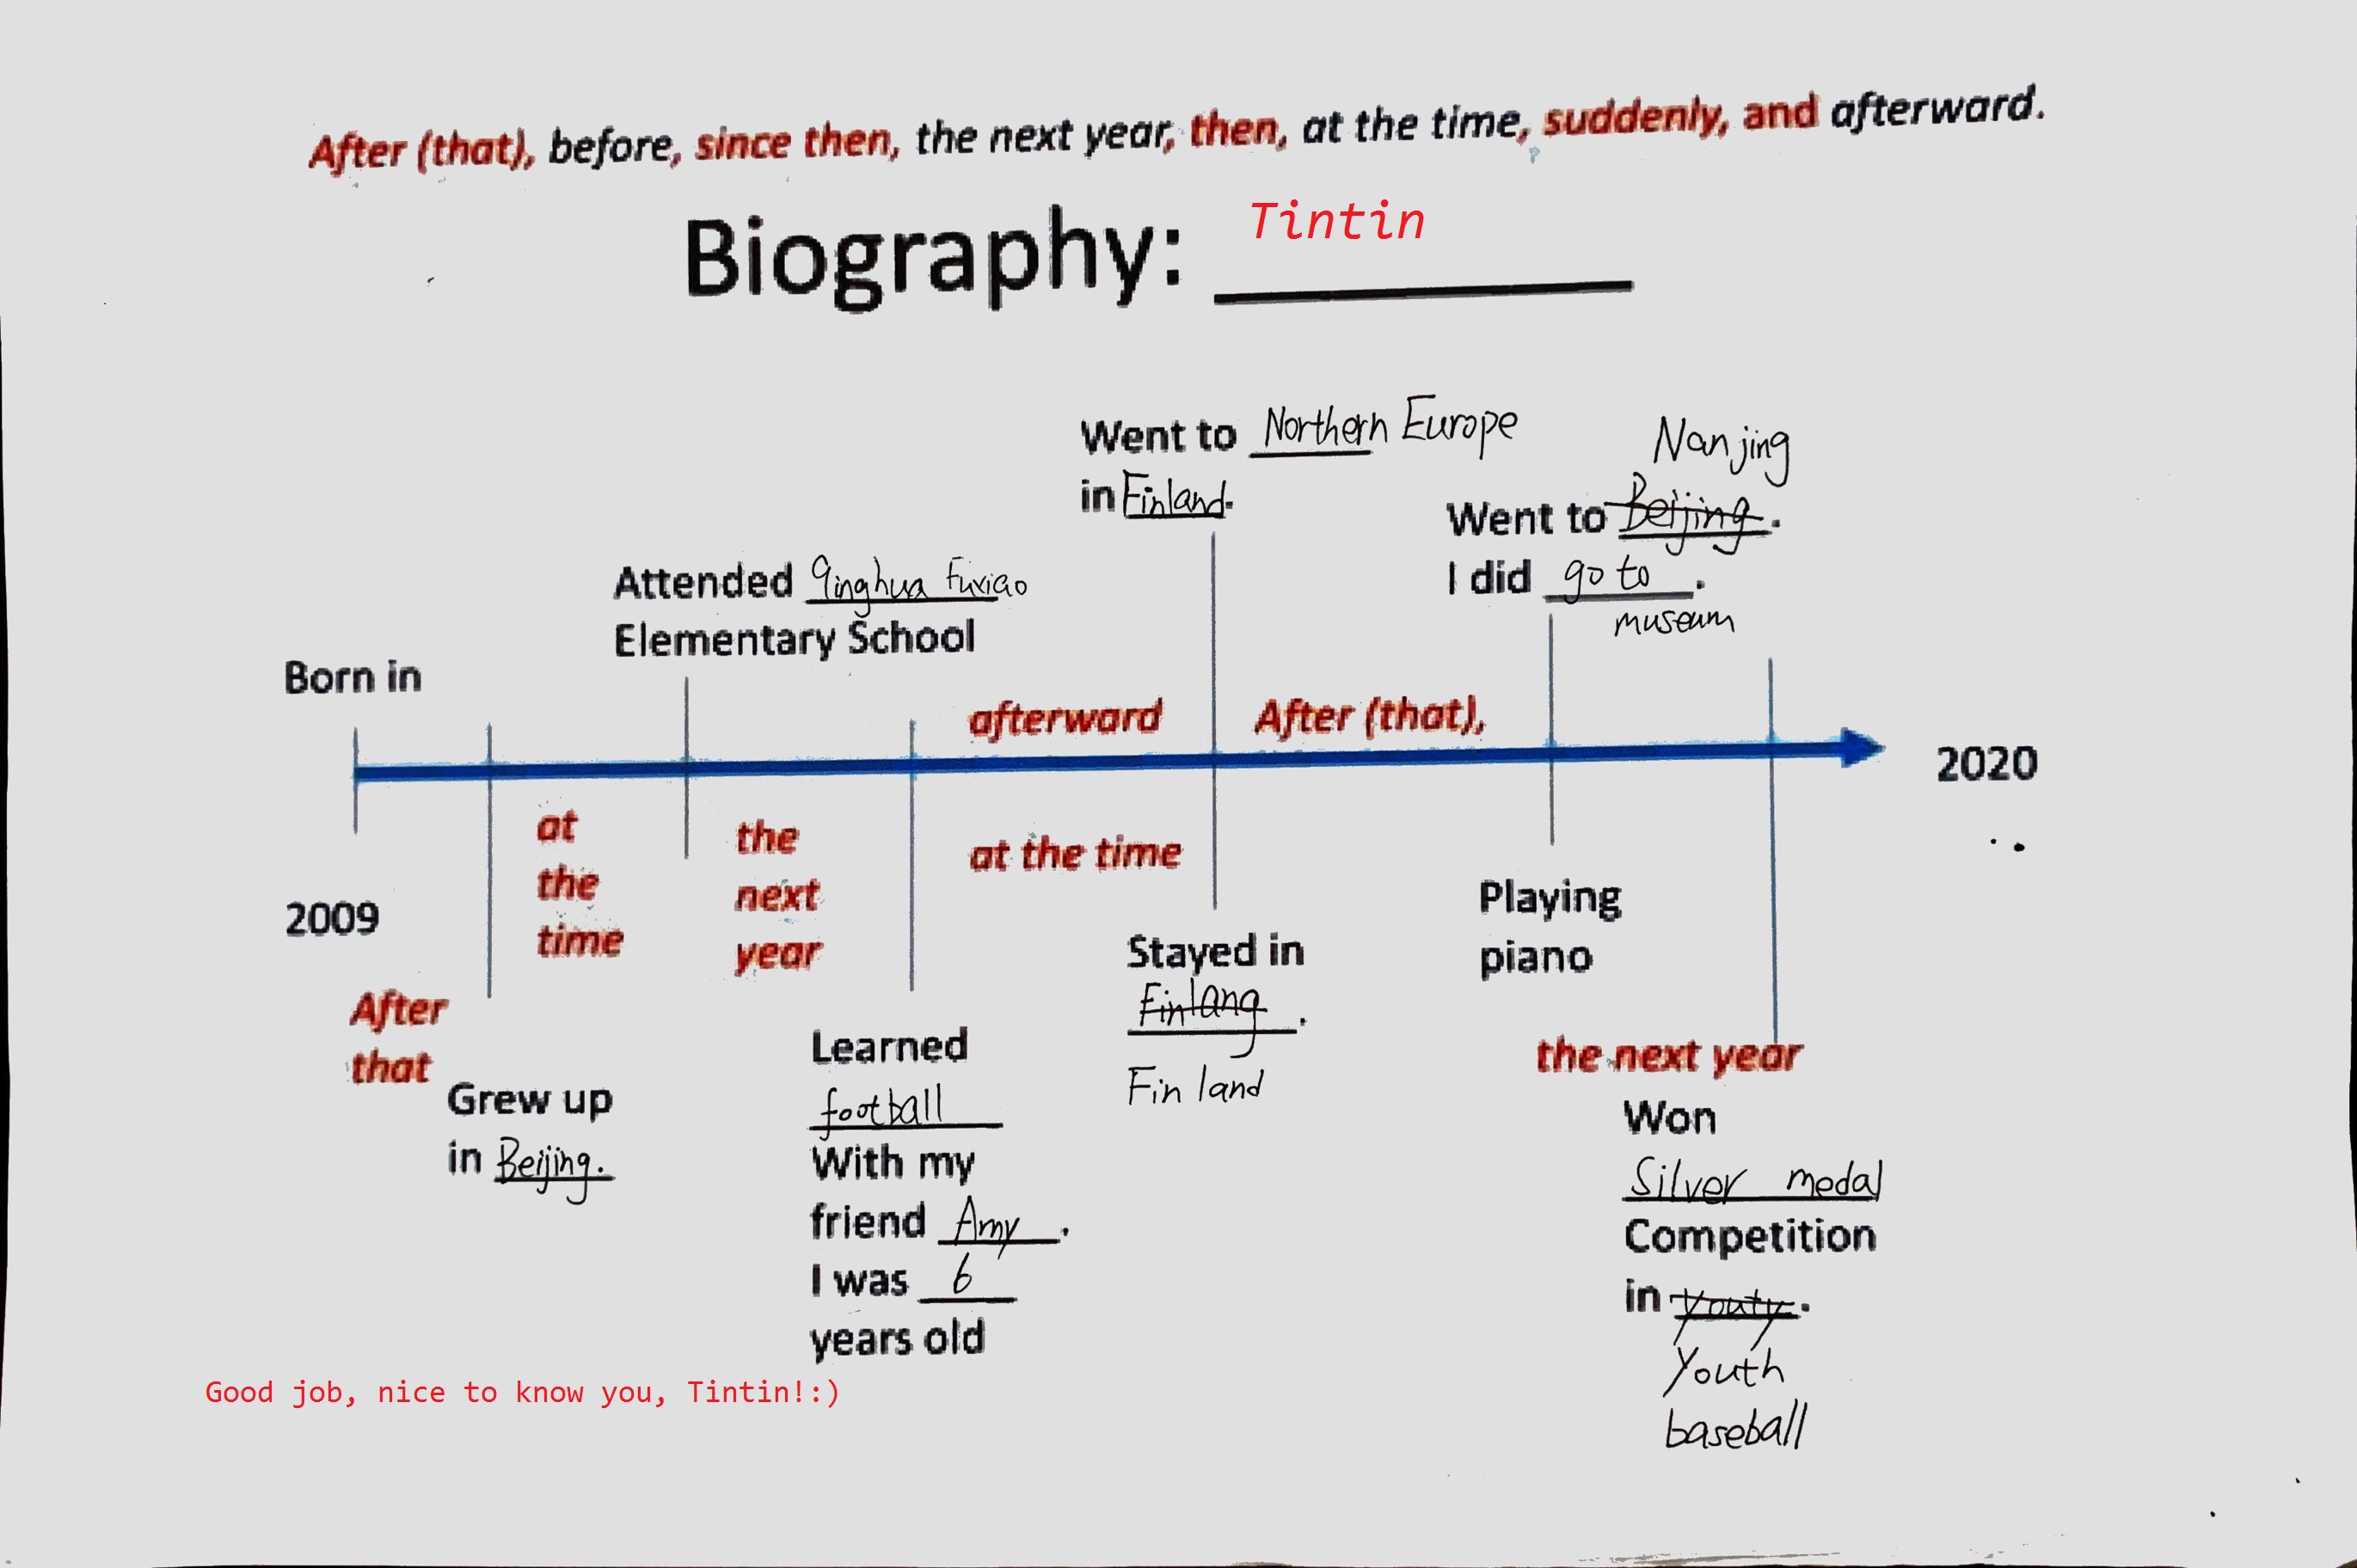 After (that), before, since then, the next year, then, at the time, suddenly, and afterward.
Biography: Tintin
Went to Northern Europe
in Finland.
Nanjing
Went to Beijing.
I did go to.
museum
Attended Qinghua Fuxiao
Elementary School
Born in
afterward
After (that),
2020
at
the
time
the
next
year
at the time
2009
Playing
piano
Stayed in
Finlang.
Finland
After
that
Grew up
in Beijing.
Learned
football
With my
friend Amy.
I was 6
years old
the next year
Won
Silver medal
Competition
in youty.
Youth
baseball
Good job, nice to know you, Tintin!:)